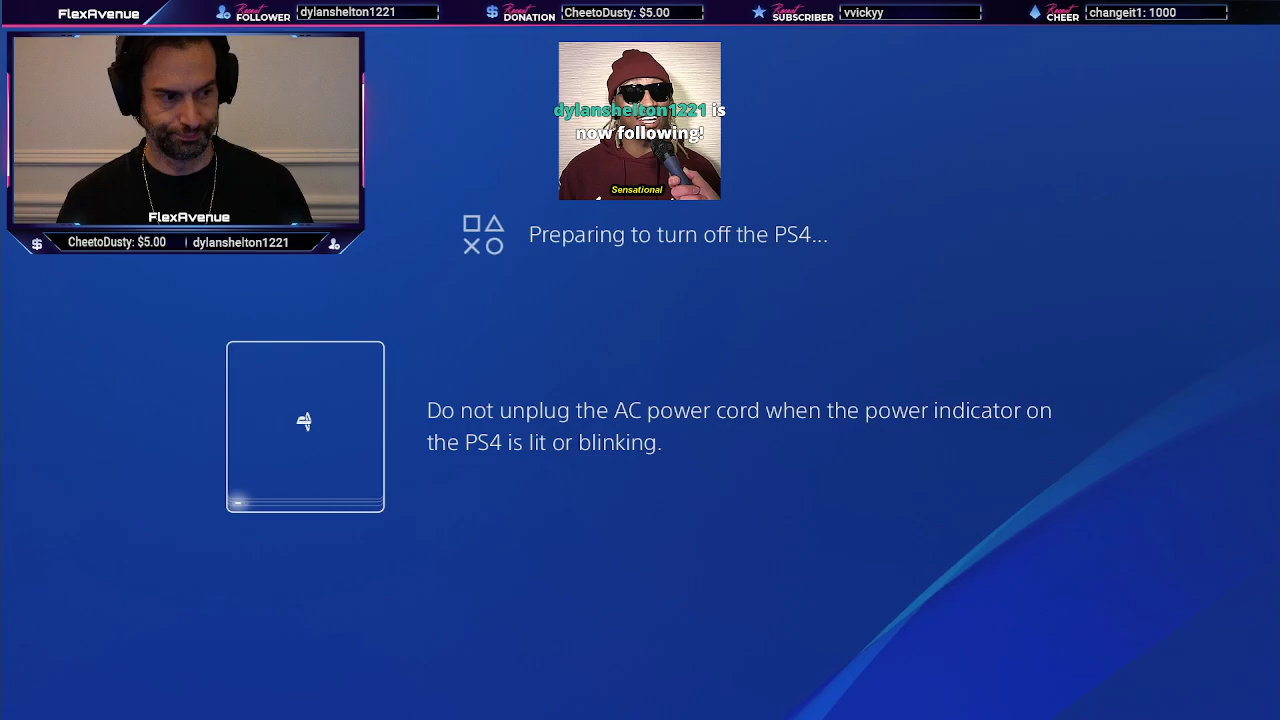 FlexAvenue
Recent FOLLOWER
dylanshelton1221
Recent DONATION
CheetoDusty: $5.00
Recent SUBSCRIBER
vvickyy
Recent CHEER
changeit1: 1000
dylanshelton1221 is
now following!
Sensational
FlexAvenue
CheetoDusty: $5.00
dylanshelton1221
Preparing to turn off the PS4...
Do not unplug the AC power cord when the power indicator on
the PS4 is lit or blinking.